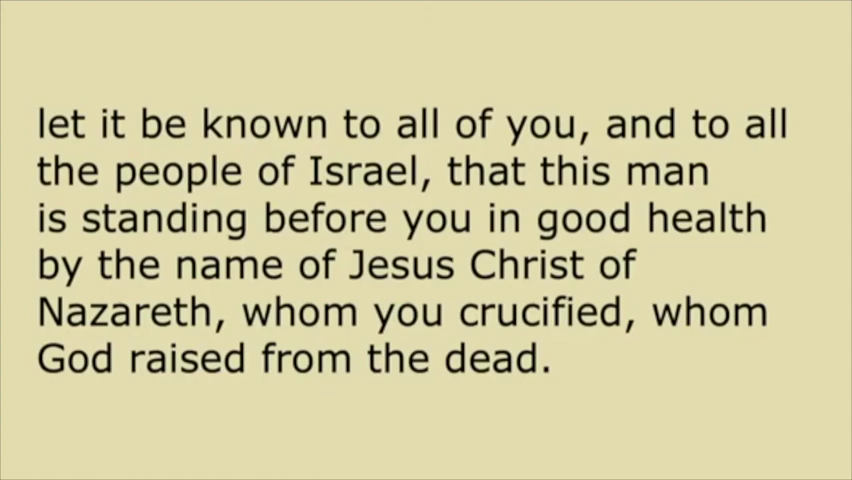 let it be known to all of you, and to all
the people of Israel, that this man
is standing before you in good health
by the name of Jesus Christ of
Nazareth, whom you crucified, whom
God raised from the dead.